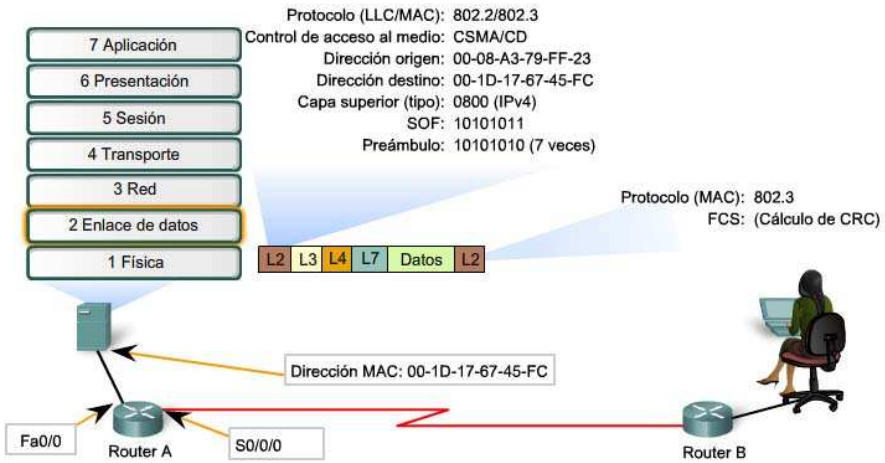 Protocolo (LLC/MAC): 802.2/802.3
Control de acceso al medio: CSMA/CD
Dirección origen: 00-08-A3-79-FF-23
Dirección destino: 00-1D-17-67-45-FC
Capa superior (tipo): 0800 (IPv4)
SOF: 10101011
Preámbulo: 10101010 (7 veces)
7 Aplicación
6 Presentación
5 Sesión
4 Transporte
3 Red
2 Enlace de datos
1 Física
Protocolo (MAC): 802.3
FCS: (Cálculo de CRC)
L2 L3 L4 L7 Datos L2
Dirección MAC: 00-1D-17-67-45-FC
Fa0/0
Router A
S0/0/0
Router B